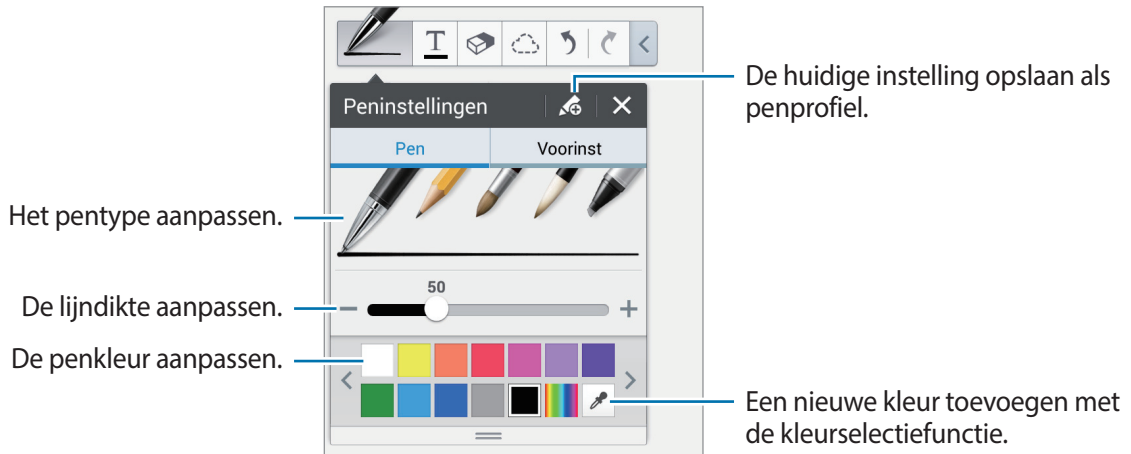 T
Peninstellingen
De huidige instelling opslaan als
penprofiel.
Pen
Voorinst
Het pentype aanpassen.
50
De lijndikte aanpassen.
De penkleur aanpassen.
Een nieuwe kleur toevoegen met
de kleurselectiefunctie.